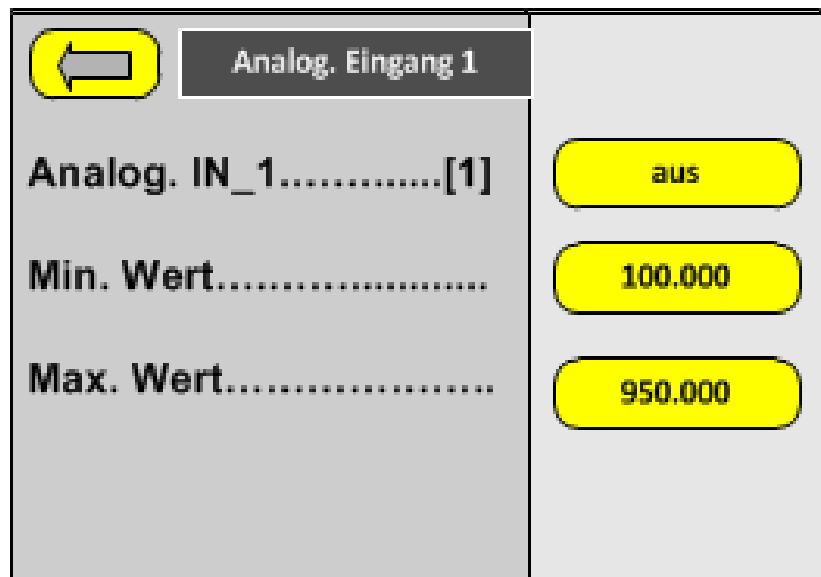 Analog. Eingang 1
Analog. IN_1.............[1] aus
Min. Wert....................... 100.000
Max. Wert....................... 950.000